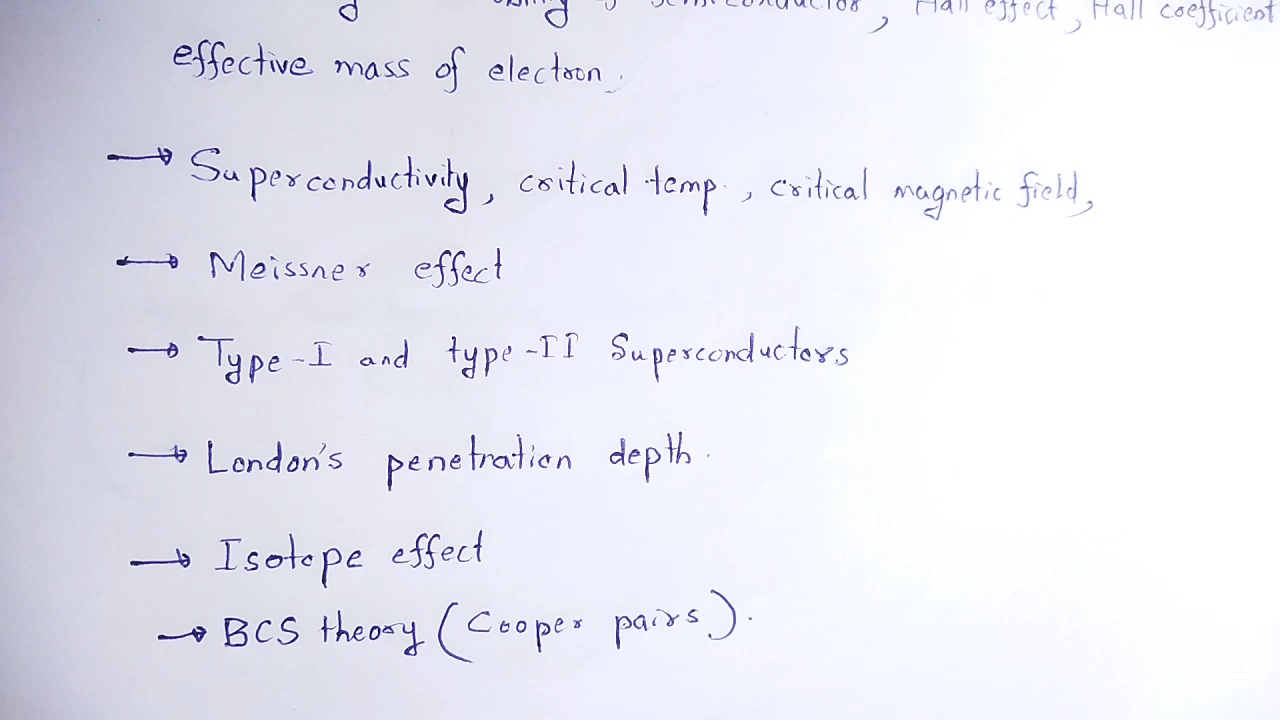 semiconductor, Hall effect, Hall coefficient
effective mass of electron.
→ Superconductivity, critical temp., critical magnetic field,
→ Meissner effect
→ Type-I and type-II Superconductors
→ London's penetration depth.
→ Isotope effect
→ BCS theory (Cooper pairs).